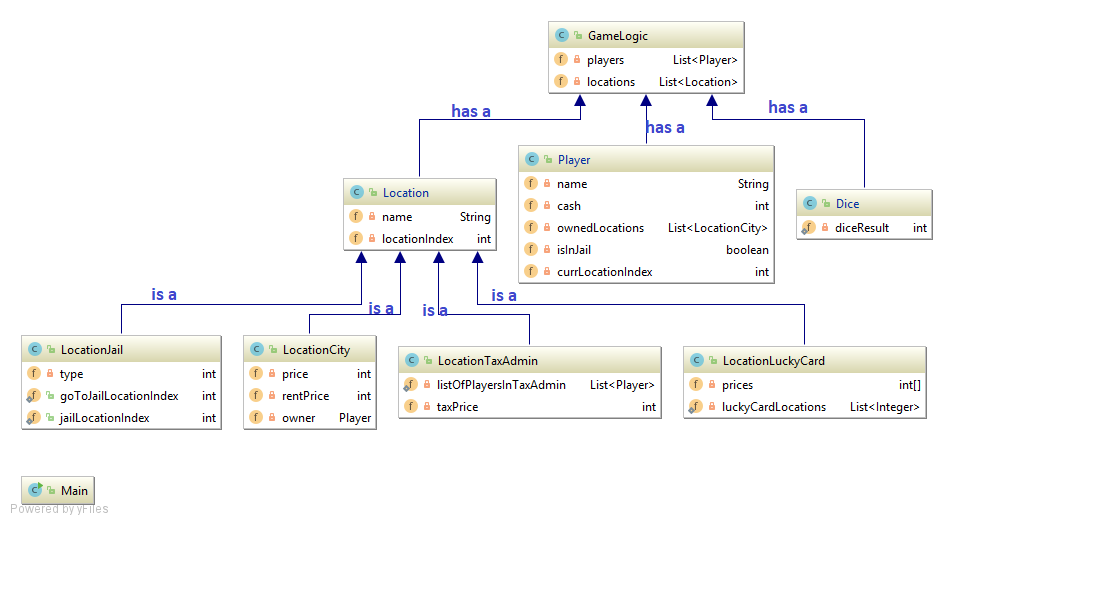 GameLogic
players List<Player>
locations List<Location>
has a
has a
has a
Player
name String
cash int
ownedLocations List<LocationCity>
isInJail boolean
currLocationIndex int
Location
name String
locationIndex int
Dice
diceResult int
is a
is a
is a
is a
LocationJail
type int
goToJailLocationIndex int
jailLocationIndex int
LocationCity
price int
rentPrice int
owner Player
LocationTaxAdmin
listOfPlayersInTaxAdmin List<Player>
taxPrice int
LocationLuckyCard
prices int[]
luckyCardLocations List<Integer>
Main
Powered by yFiles